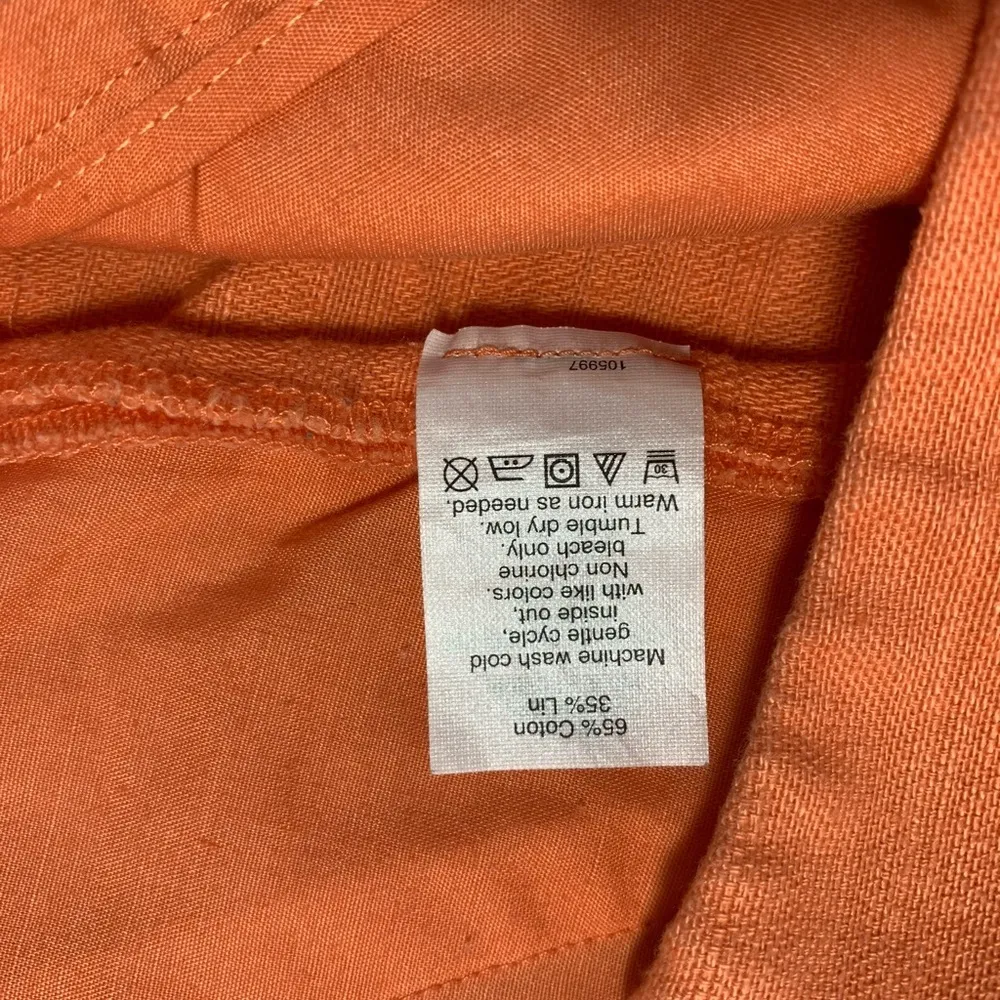 65% Coton
35% Lin
Machine wash cold
gentle cycle,
inside out,
with like colors.
Non chlorine
bleach only.
Tumble dry low.
Warm iron as needed.
30
105997